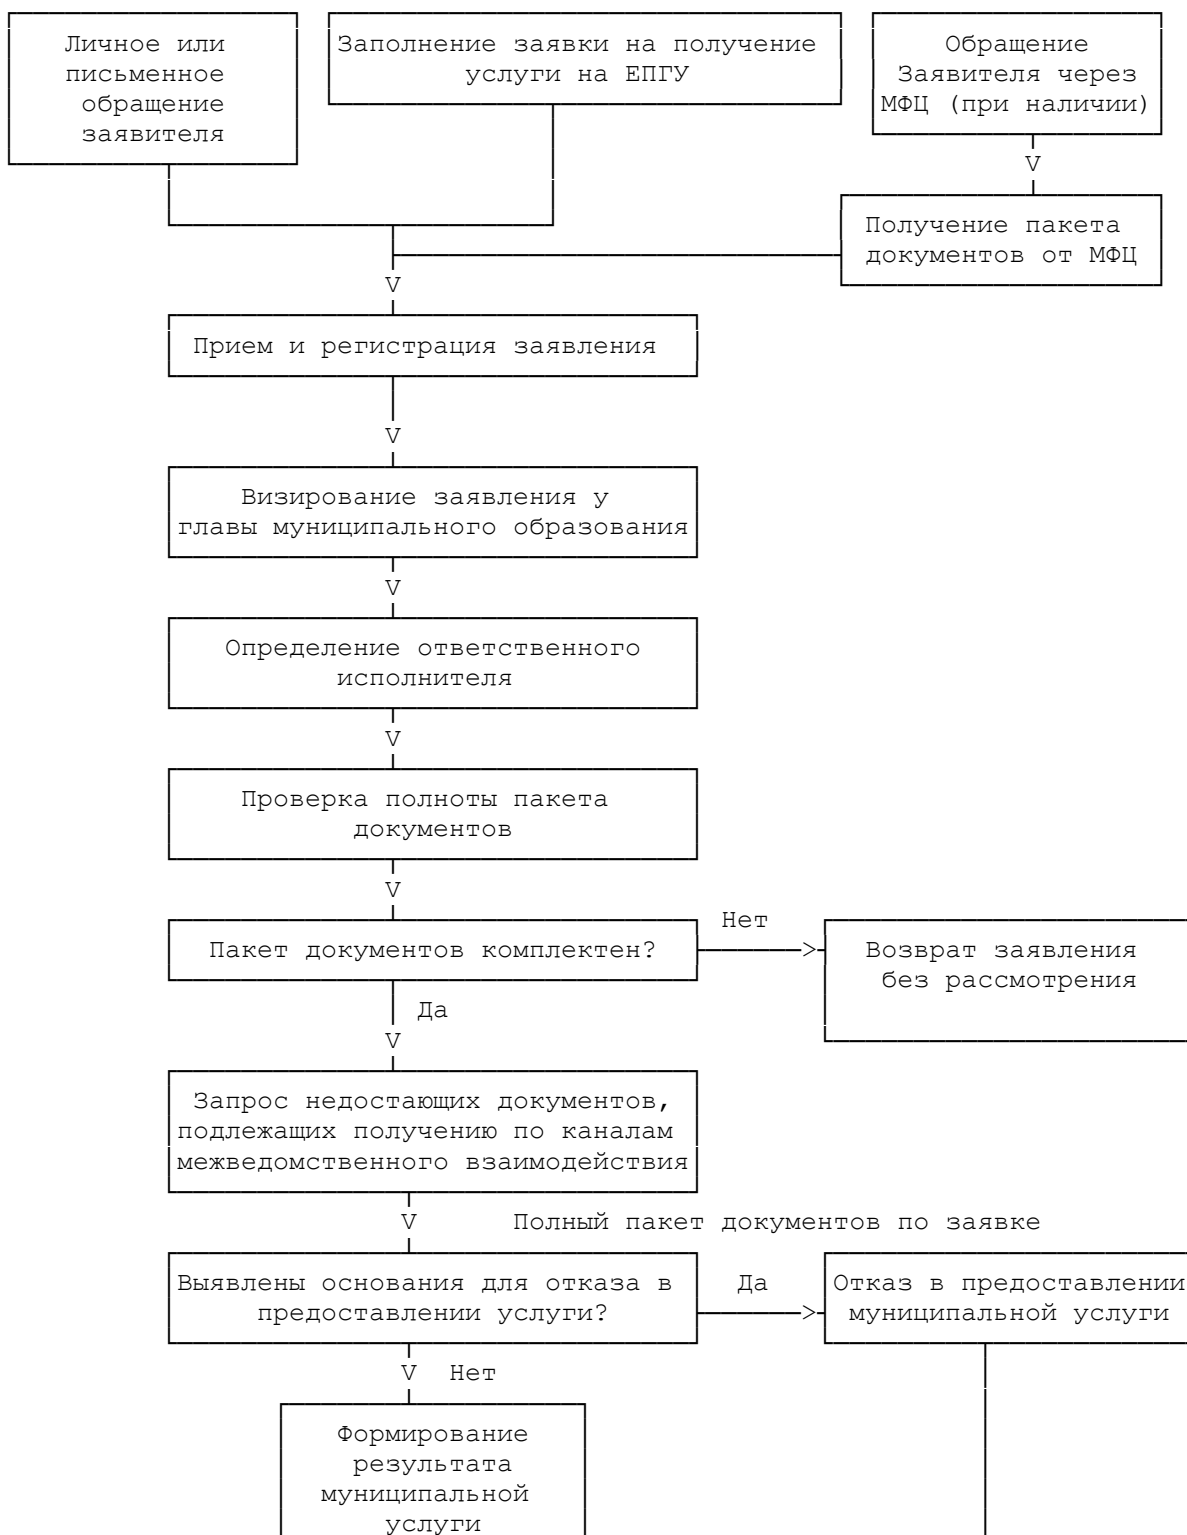 Личное или
письменное
обращение
заявителя
Заполнение заявки на получение
услуги на ЕПГУ
Обращение
Заявителя через
МФЦ (при наличии)
V
Получение пакета
документов от МФЦ
V
Прием и регистрация заявления
V
Визирование заявления у
главы муниципального образования
V
Определение ответственного
исполнителя
V
Проверка полноты пакета
документов
V
Нет
Пакет документов комплектен?
Возврат заявления
без рассмотрения
Да
V
Запрос недостающих документов,
подлежащих получению по каналам
межведомственного взаимодействия
V Полный пакет документов по заявке
Выявлены основания для отказа в
предоставлении услуги?
Да
Отказ в предоставлении
муниципальной услуги
V Нет
Формирование
результата
муниципальной
услуги